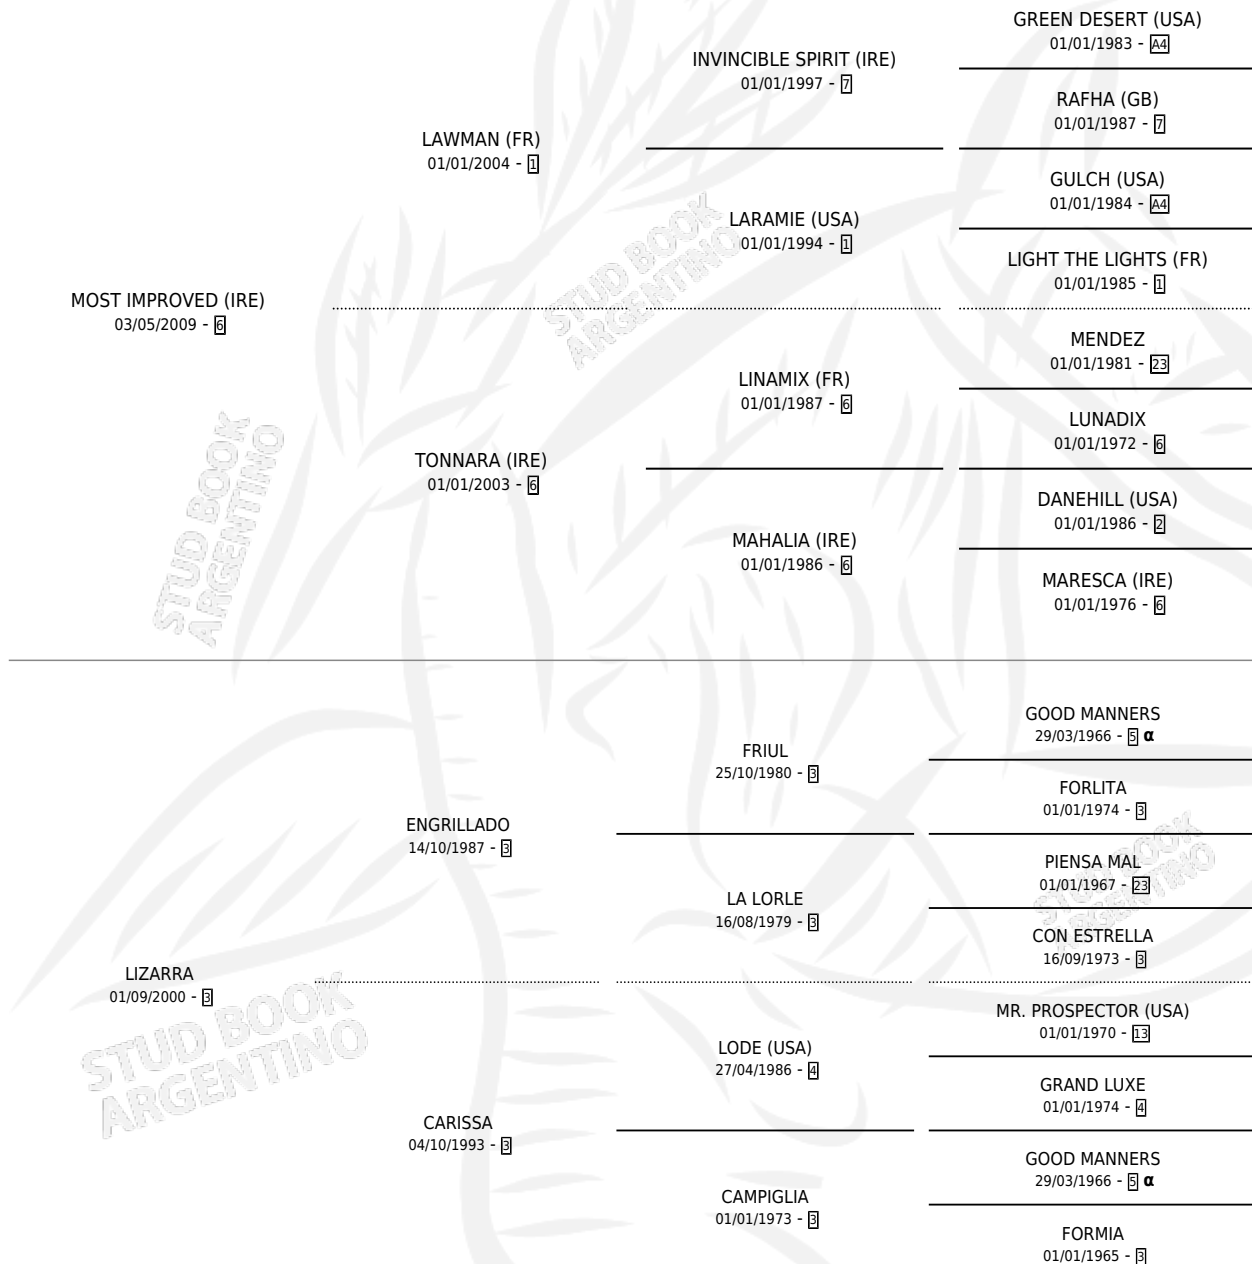 GREEN DESERT (USA)
01/01/1983 - A4
INVINCIBLE SPIRIT (IRE)
01/01/1997 - 7
RAFHA (GB)
01/01/1987 - 7
LAWMAN (FR)
01/01/2004 - 1
GULCH (USA)
01/01/1984 - A4
LARAMIE (USA)
01/01/1994 - 1
LIGHT THE LIGHTS (FR)
01/01/1985 - 1
MOST IMPROVED (IRE)
03/05/2009 - 6
MENDEZ
01/01/1981 - 23
LINAMIX (FR)
01/01/1987 - 6
LUNADIX
01/01/1972 - 6
TONNARA (IRE)
01/01/2003 - 6
DANEHILL (USA)
01/01/1986 - 2
MAHALIA (IRE)
01/01/1986 - 6
MARESCA (IRE)
01/01/1976 - 6
GOOD MANNERS
29/03/1966 - 5 α
FRIUL
25/10/1980 - 3
FORLITA
01/01/1974 - 3
ENGRILLADO
14/10/1987 - 3
PIENSA MAL
01/01/1967 - 23
LA LORLE
16/08/1979 - 3
CON ESTRELLA
16/09/1973 - 3
LIZARRA
01/09/2000 - 3
MR. PROSPECTOR (USA)
01/01/1970 - 13
LODE (USA)
27/04/1986 - 4
GRAND LUXE
01/01/1974 - 4
CARISSA
04/10/1993 - 3
GOOD MANNERS
29/03/1966 - 5 α
CAMPIGLIA
01/01/1973 - 3
FORMIA
01/01/1965 - 3
STUD BOOK
ARGENTINO
STUD BOOK
ARGENTINO
STUD BOOK
ARGENTINO
STUD BOOK
ARGENTINO